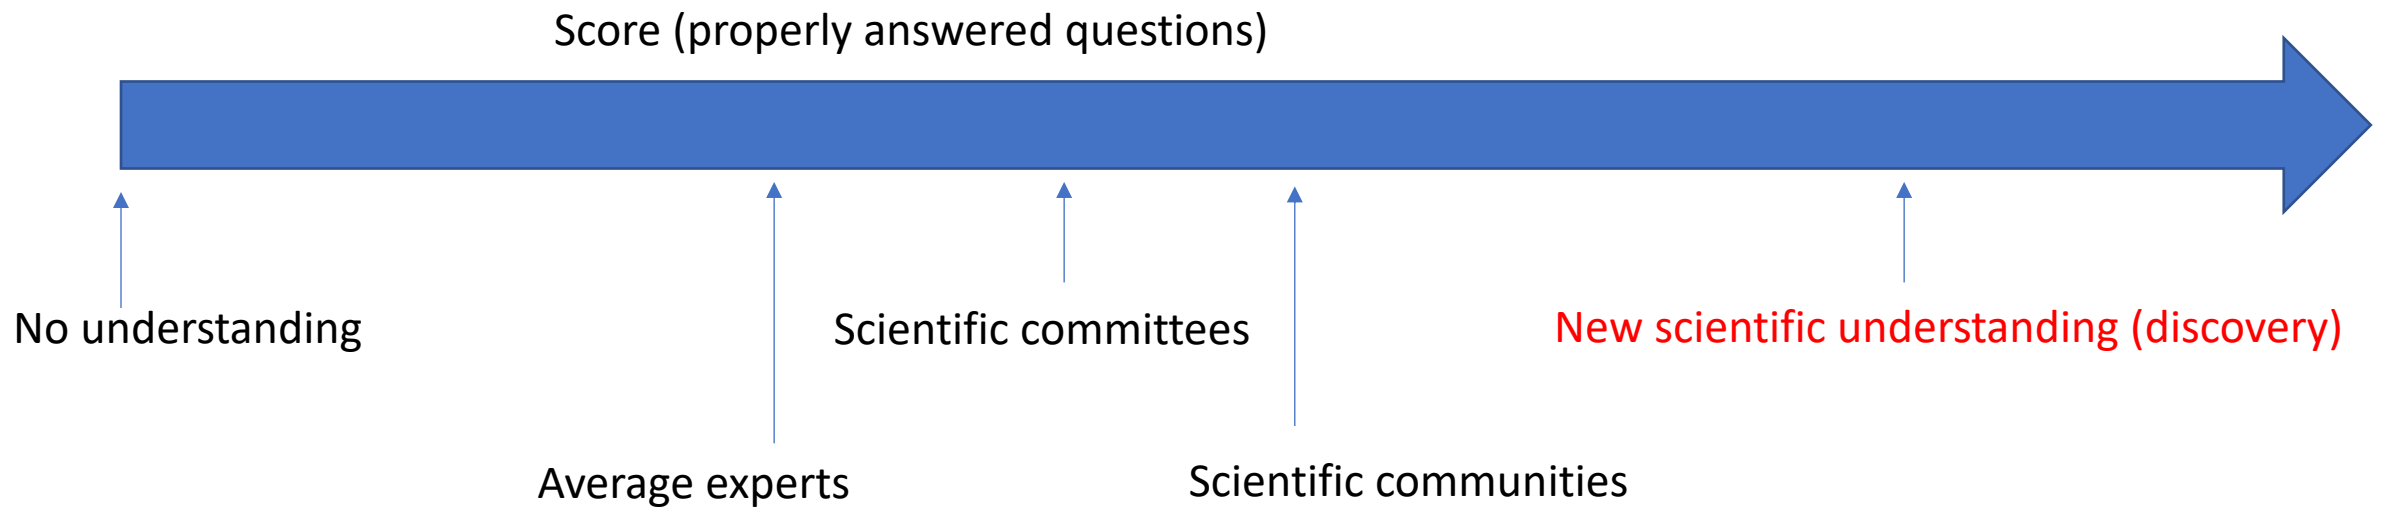 Score (properly answered questions)
No understanding
Scientific committees
New scientific understanding (discovery)
Average experts
Scientific communities